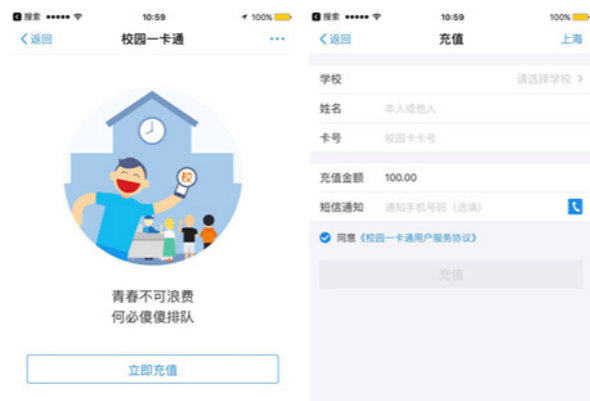 搜索 10:59 100%
返回 校园一卡通 ...
校
青春不可浪费
何必傻傻排队
立即充值
搜索 10:59 100%
返回 充值 上海
学校 请选择学校
姓名 本人或他人
卡号 校园卡卡号
充值金额 100.00
短信通知 通知手机号码（选填）
同意《校园一卡通用户服务协议》
充值